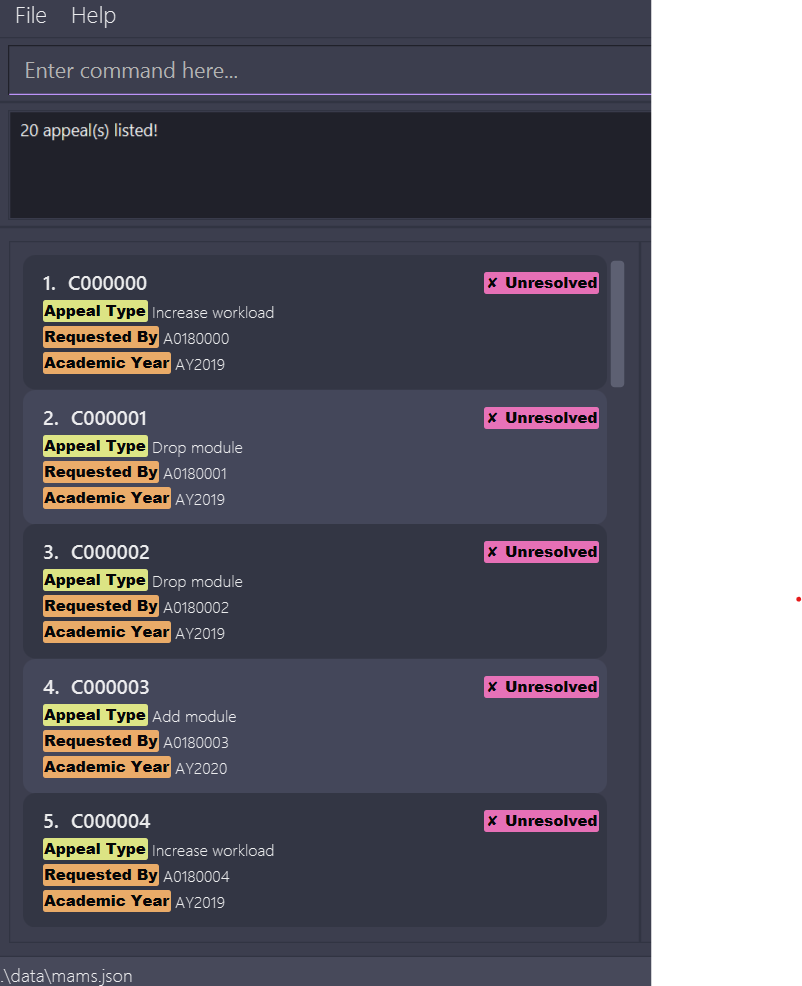 File Help
Enter command here...
20 appeal(s) listed!
1. C000000 ✘ Unresolved
Appeal Type Increase workload
Requested By A0180000
Academic Year AY2019
2. C000001 ✘ Unresolved
Appeal Type Drop module
Requested By A0180001
Academic Year AY2019
3. C000002 ✘ Unresolved
Appeal Type Drop module
Requested By A0180002
Academic Year AY2019
4. C000003 ✘ Unresolved
Appeal Type Add module
Requested By A0180003
Academic Year AY2020
5. C000004 ✘ Unresolved
Appeal Type Increase workload
Requested By A0180004
Academic Year AY2019
.\data\mams.json